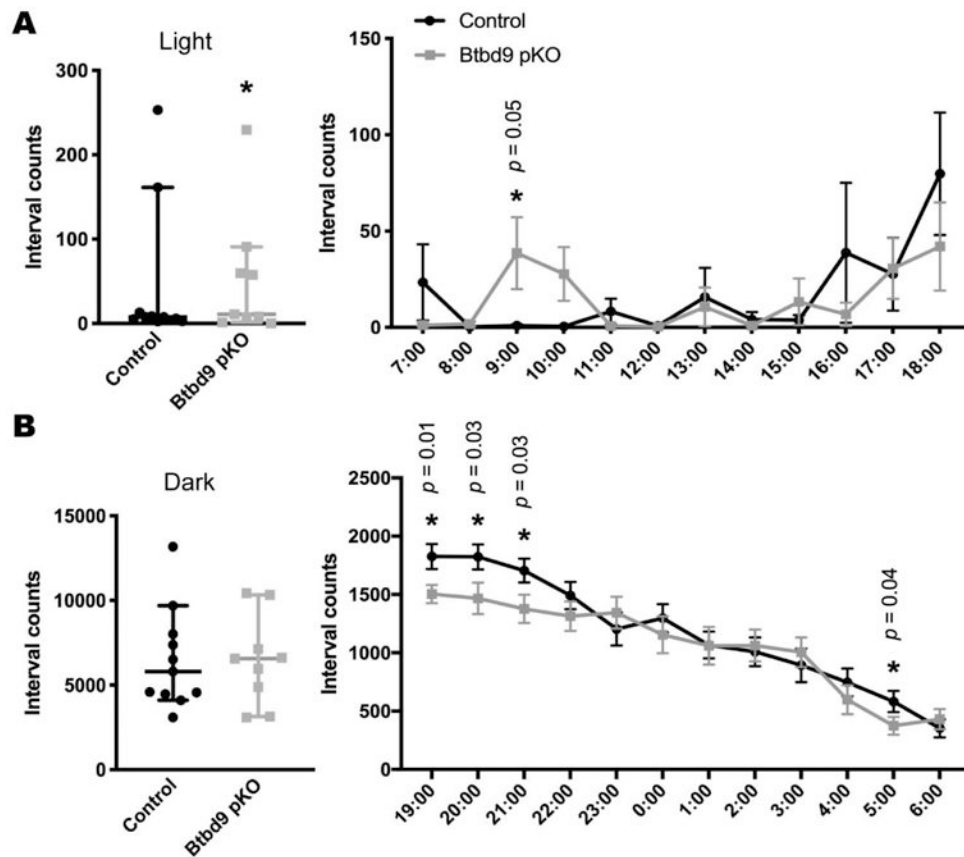 A
Light
Interval counts
300
200
100
0
Control
Btbd9 pKO
*
Control
Btbd9 pKO
Interval counts
150
100
50
0
p = 0.05
*
7:00
8:00
9:00
10:00
11:00
12:00
13:00
14:00
15:00
16:00
17:00
18:00
B
Dark
Interval counts
15000
10000
5000
0
Control
Btbd9 pKO
Interval counts
2500
2000
1500
1000
500
0
p = 0.01
*
p = 0.03
*
p = 0.03
*
p = 0.04
*
19:00
20:00
21:00
22:00
23:00
0:00
1:00
2:00
3:00
4:00
5:00
6:00